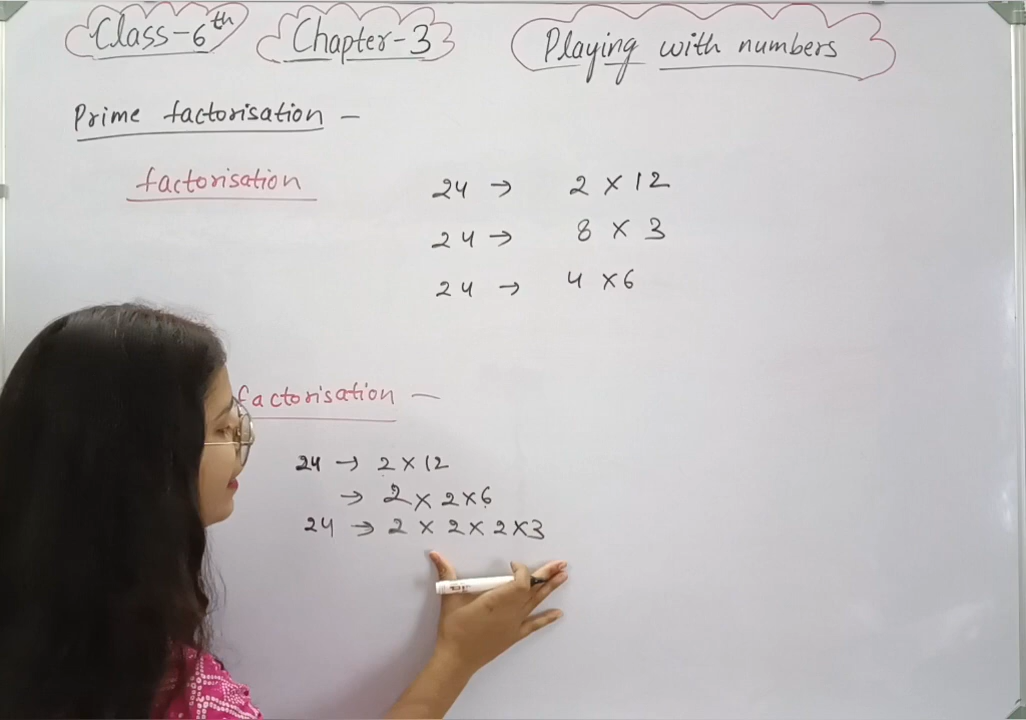 Class-6th Chapter-3 Playing with numbers
Prime factorisation -
factorisation
24 → 2 × 12
24 → 8 × 3
24 → 4 × 6
factorisation -
24 → 2 × 12
→ 2 × 2 × 6
24 → 2 × 2 × 2 × 3